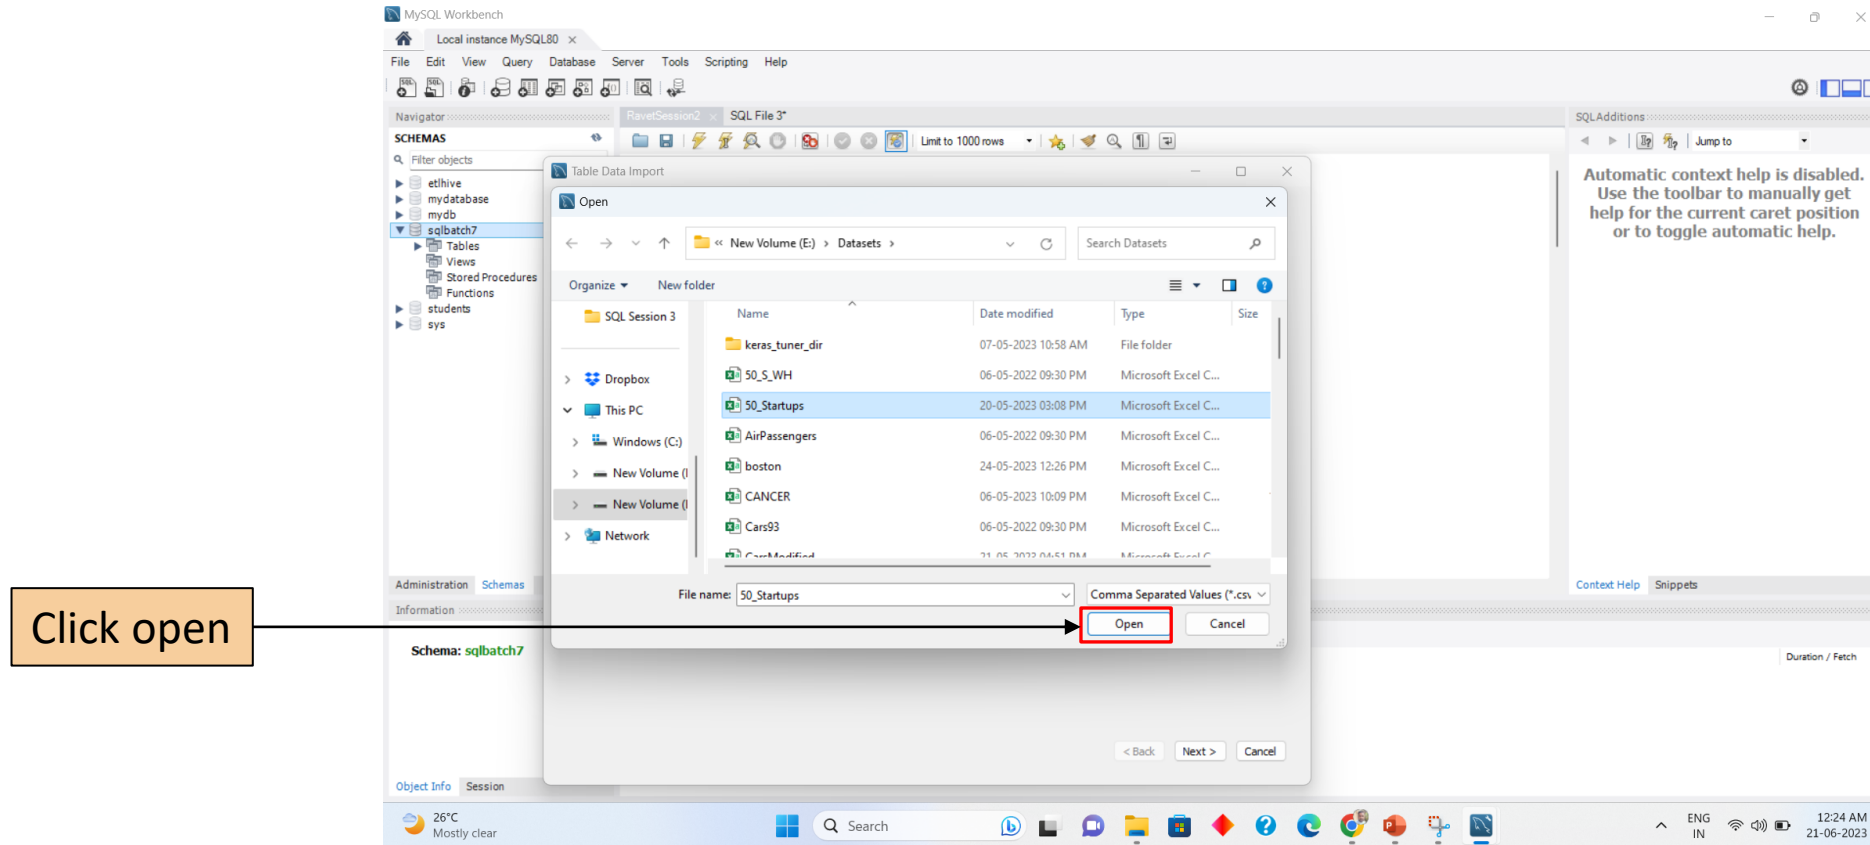 MySQL Workbench
Local instance MySQL80
File Edit View Query Database Server Tools Scripting Help
Navigator
RavetSession2 SQL File 3*
SQLAdditions
SCHEMAS
Limit to 1000 rows
Jump to
Filter objects
etlhive
mydatabase
mydb
sqlbatch7
Tables
Views
Stored Procedures
Functions
students
sys
Automatic context help is disabled.
Use the toolbar to manually get
help for the current caret position
or to toggle automatic help.
Table Data Import
Open
« New Volume (E:) › Datasets ›
Search Datasets
Organize New folder
SQL Session 3
Dropbox
This PC
Windows (C:)
New Volume (
New Volume (
Network
Name Date modified Type Size
keras_tuner_dir 07-05-2023 10:58 AM File folder
50_S_WH 06-05-2022 09:30 PM Microsoft Excel C...
50_Startups 20-05-2023 03:08 PM Microsoft Excel C...
AirPassengers 06-05-2022 09:30 PM Microsoft Excel C...
boston 24-05-2023 12:26 PM Microsoft Excel C...
CANCER 06-05-2023 10:09 PM Microsoft Excel C...
Cars93 06-05-2022 09:30 PM Microsoft Excel C...
CarsModified 21-05-2023 04:51 PM Microsoft Excel C
File name: 50_Startups Comma Separated Values (*.csv
Open Cancel
Administration Schemas
Context Help Snippets
Information
Click open
Schema: sqlbatch7
Duration / Fetch
< Back Next > Cancel
Object Info Session
26°C
Mostly clear
Search
ENG
IN
12:24 AM
21-06-2023